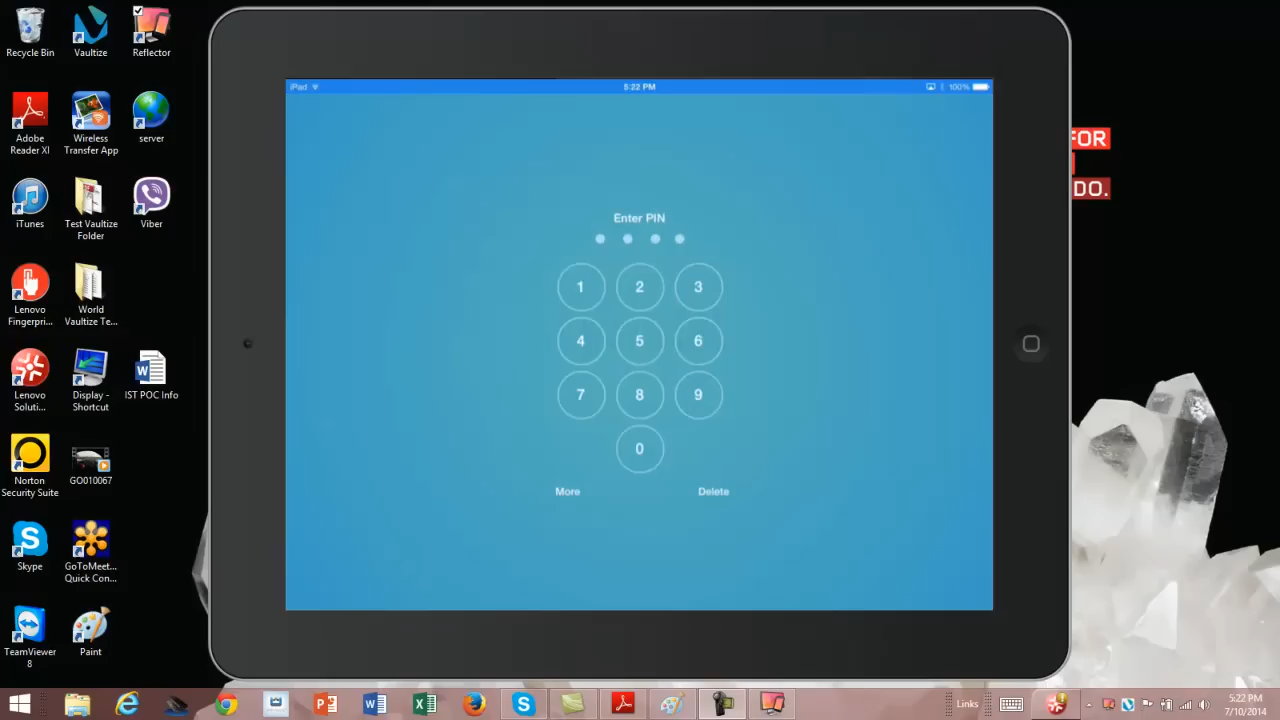 Recycle Bin
Vaultize
Reflector
Adobe
Reader XI
Wireless
Transfer App
server
iTunes
Test Vaultize
Folder
Viber
Lenovo
Fingerpri...
World
Vaultize Te...
Lenovo
Soluti...
Display -
Shortcut
IST POC Info
Norton
Security Suite
GO010067
Skype
GoToMeet...
Quick Con...
TeamViewer
8
Paint
iPad
5:22 PM
100%
Enter PIN
1 2 3
4 5 6
7 8 9
0
More
Delete
FOR
DO.
Links
5:22 PM
7/10/2014